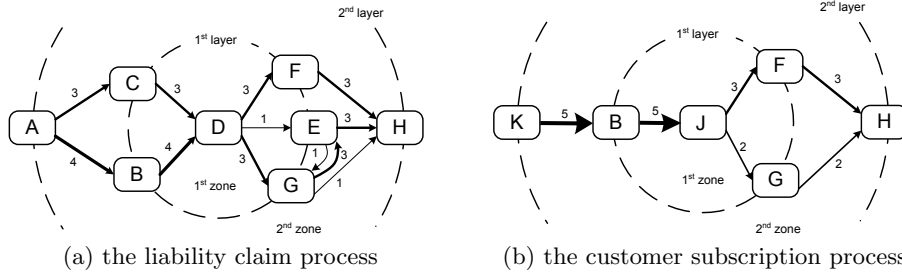 2nd layer
1st layer
F
C
3
3
3
3
A
D
1
E
3
H
4
4
B
3
1
3
G
1
1st zone
2nd zone
(a) the liability claim process
2nd layer
1st layer
F
3
3
K
5
B
5
J
H
2
2
G
1st zone
2nd zone
(b) the customer subscription process